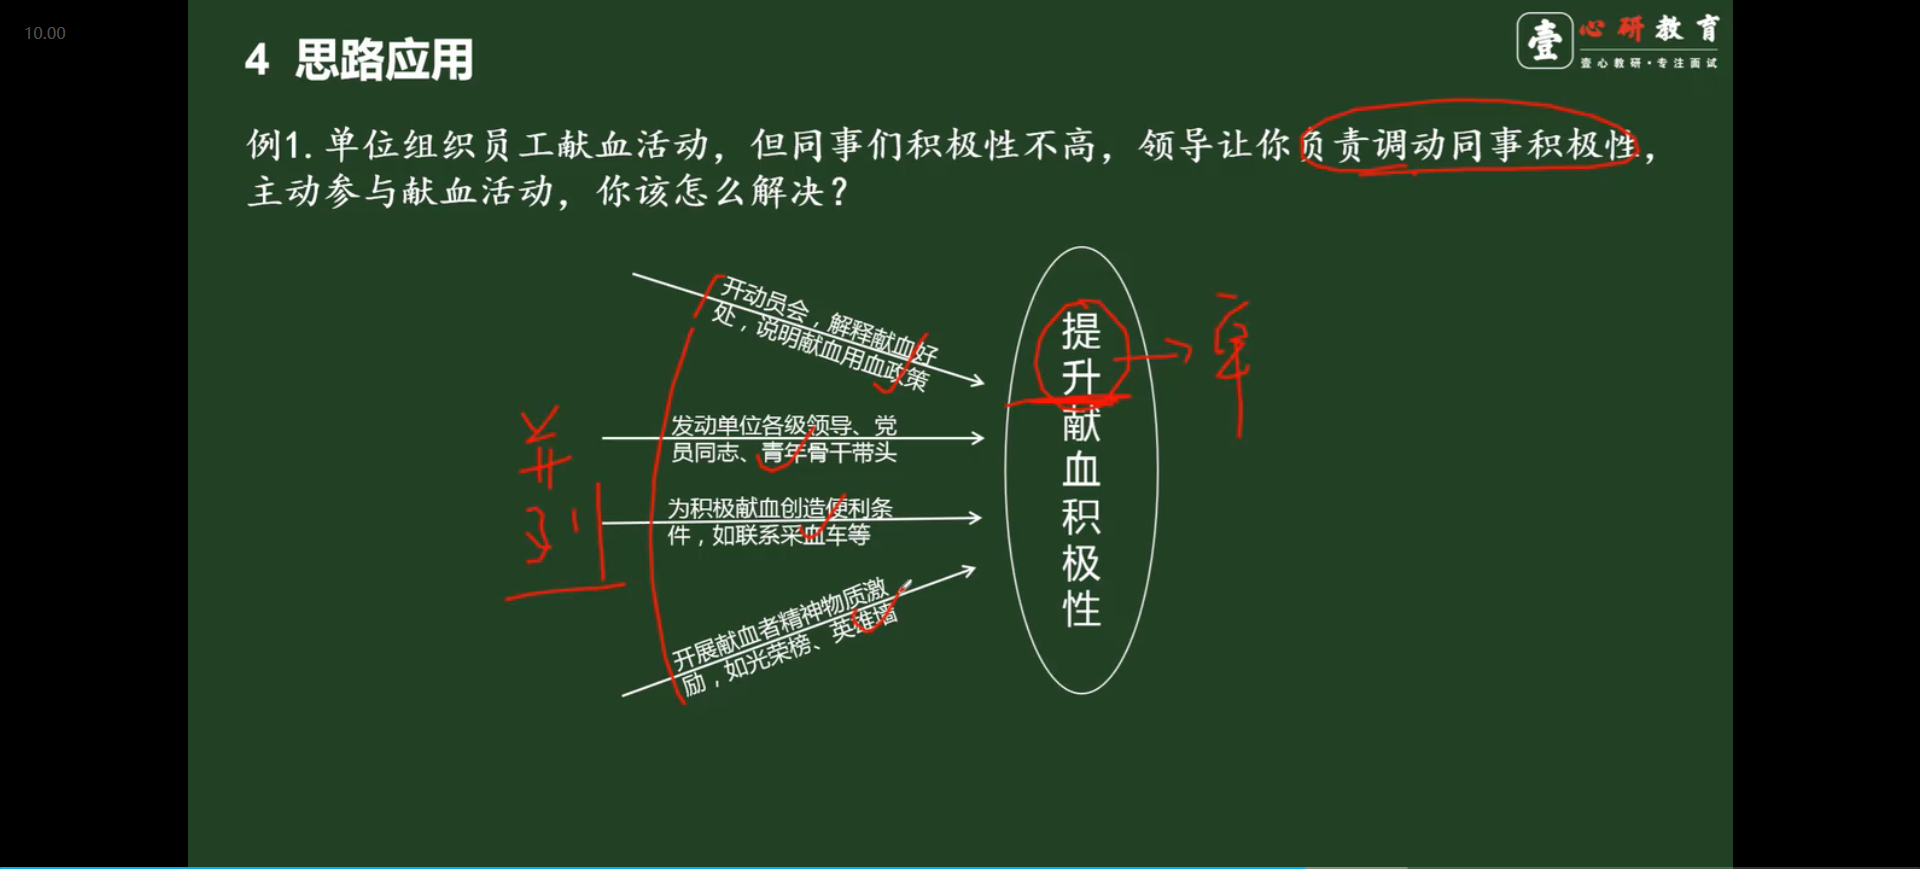 10.00
4 思路应用
壹
心研教育
壹心教研·专注面试
例1.单位组织员工献血活动，但同事们积极性不高，领导让你负责调动同事积极性，
主动参与献血活动，你该怎么解决？
开动员会，解释献血好
处，说明献血用血政策
发动单位各级领导、党
员同志、青年骨干带头
为积极献血创造便利条
件，如联系采血车等
开展献血者精神物质激
励，如光荣榜、英雄墙
提升献血积极性
并列
单